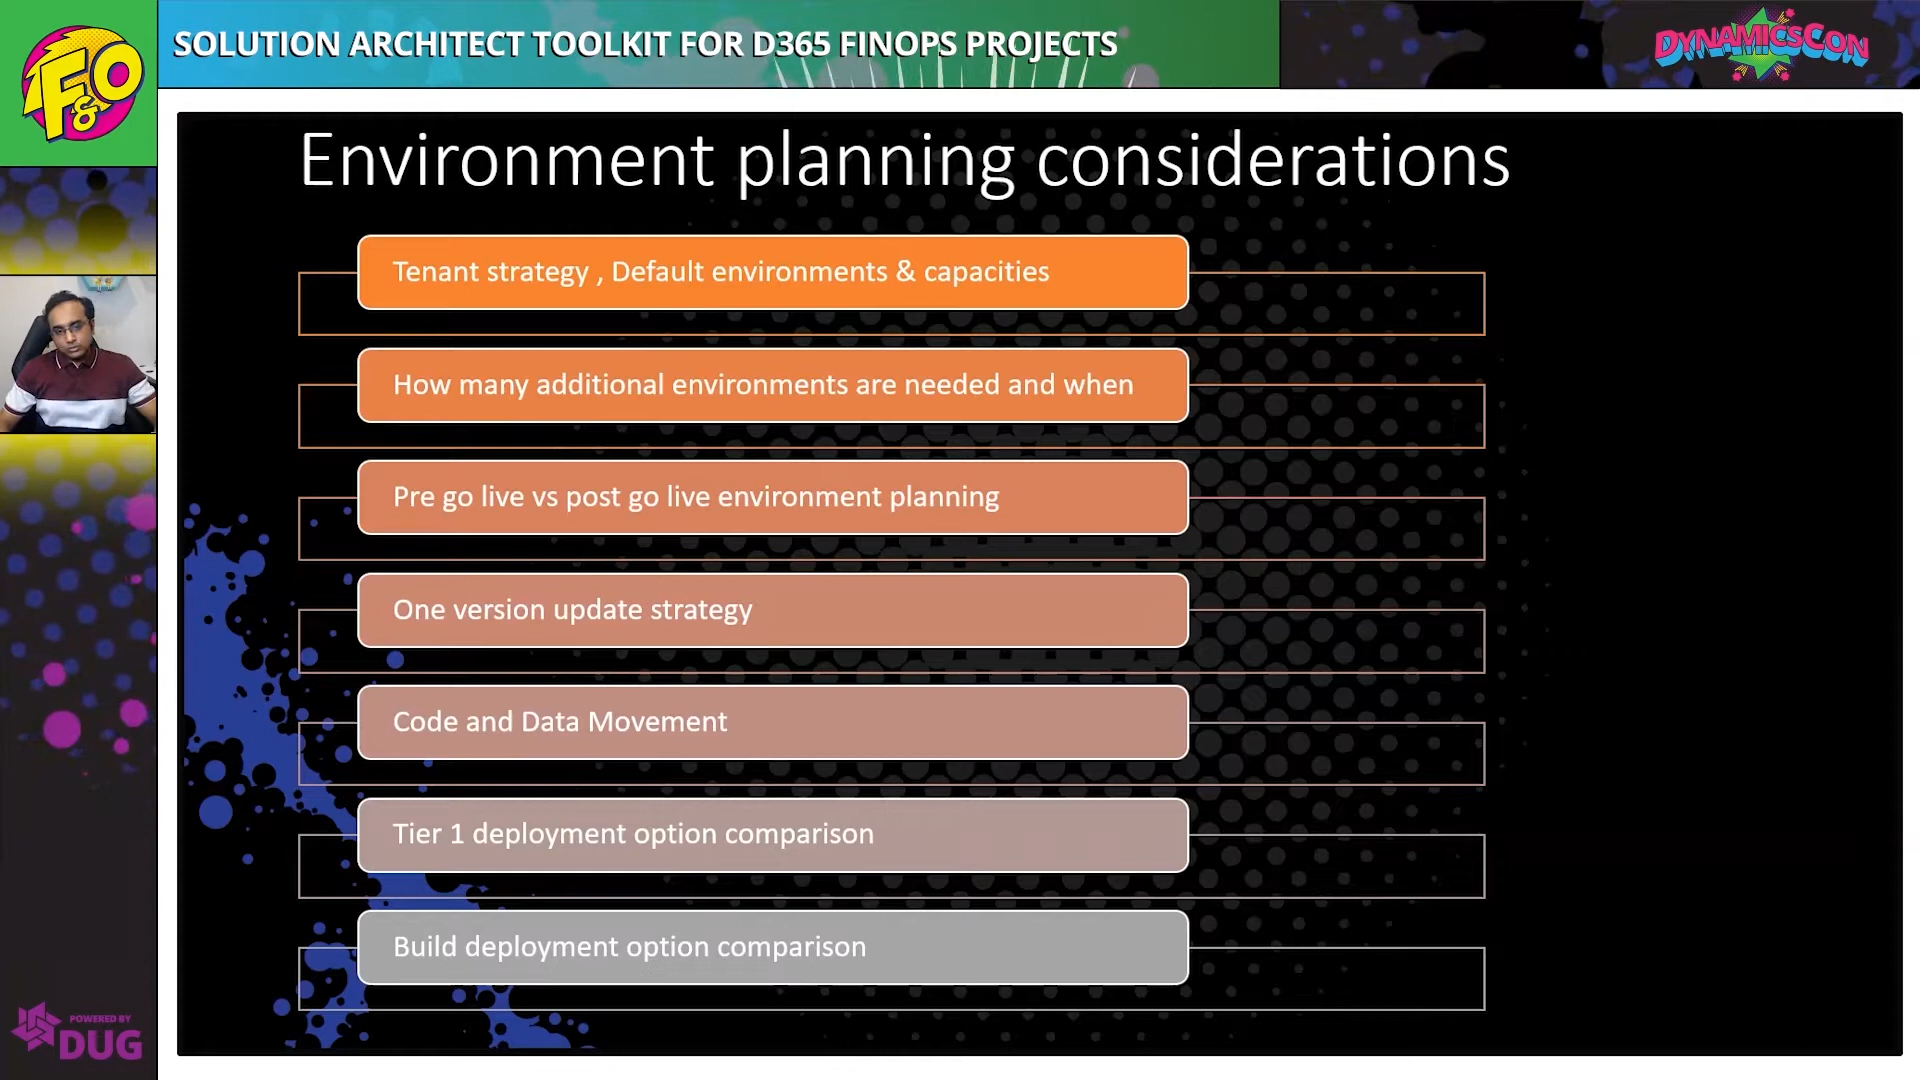 F&O
SOLUTION ARCHITECT TOOLKIT FOR D365 FINOPS PROJECTS
DYNAMICSCON
Environment planning considerations
Tenant strategy , Default environments & capacities
How many additional environments are needed and when
Pre go live vs post go live environment planning
One version update strategy
Code and Data Movement
Tier 1 deployment option comparison
Build deployment option comparison
POWERED BY
DUG